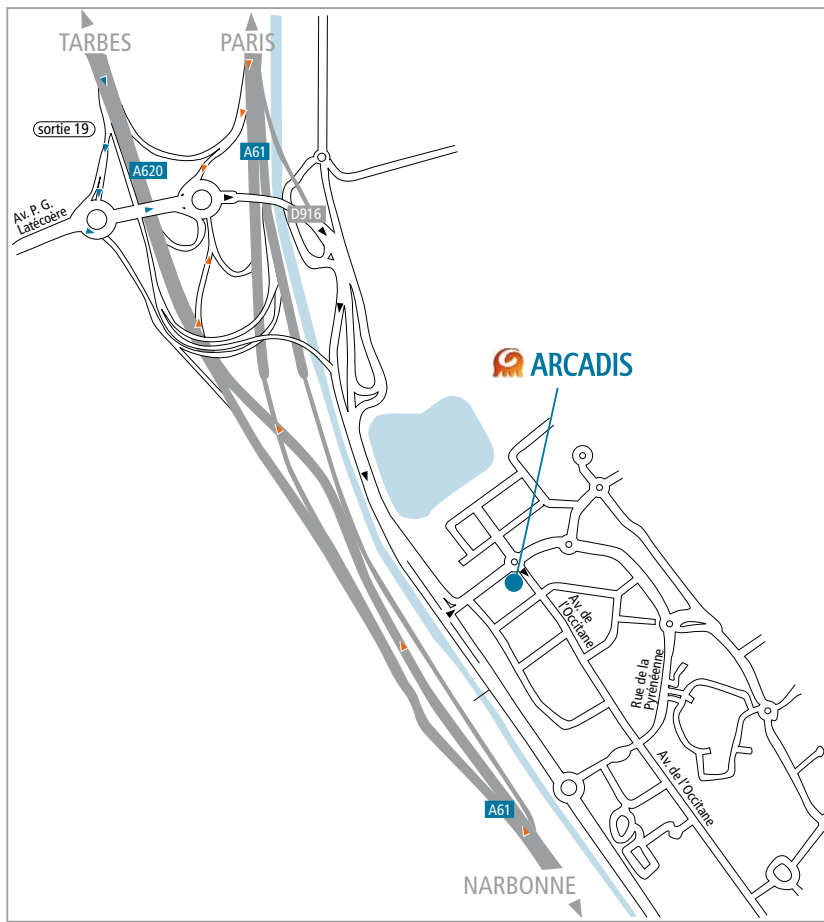 TARBES
PARIS
sortie 19
A620
A61
Av. P. G.
Latécoère
D916
ARCADIS
Av. de
l'Occitane
Rue de la
Pyrénéenne
Av. de l'Occitane
A61
NARBONNE